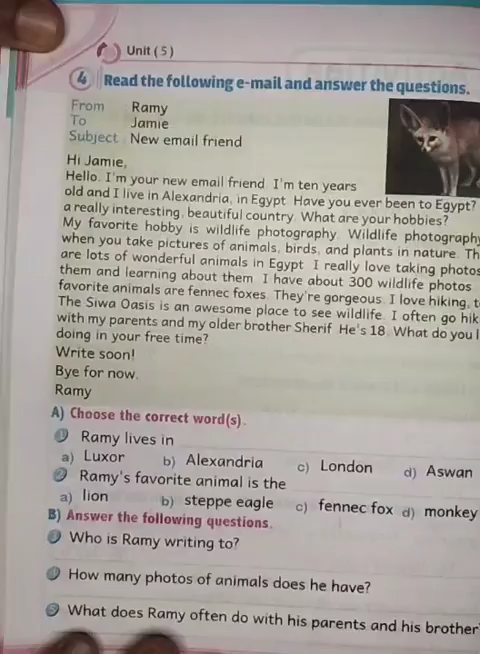 Unit (5)
4 Read the following e-mail and answer the questions.
From Ramy
To Jamie
Subject New email friend
Hi Jamie,
Hello. I'm your new email friend. I'm ten years
old and I live in Alexandria, in Egypt. Have you ever been to Egypt?
a really interesting, beautiful country. What are your hobbies?
My favorite hobby is wildlife photography. Wildlife photography
when you take pictures of animals, birds, and plants in nature. Th
are lots of wonderful animals in Egypt. I really love taking photos
them and learning about them. I have about 300 wildlife photos
favorite animals are fennec foxes. They're gorgeous. I love hiking, t
The Siwa Oasis is an awesome place to see wildlife. I often go hik
with my parents and my older brother Sherif. He's 18. What do you l
doing in your free time?
Write soon!
Bye for now.
Ramy
A) Choose the correct word(s).
1 Ramy lives in
a) Luxor b) Alexandria c) London d) Aswan
2 Ramy's favorite animal is the
a) lion b) steppe eagle c) fennec fox d) monkey
B) Answer the following questions.
3 Who is Ramy writing to?
4 How many photos of animals does he have?
5 What does Ramy often do with his parents and his brother